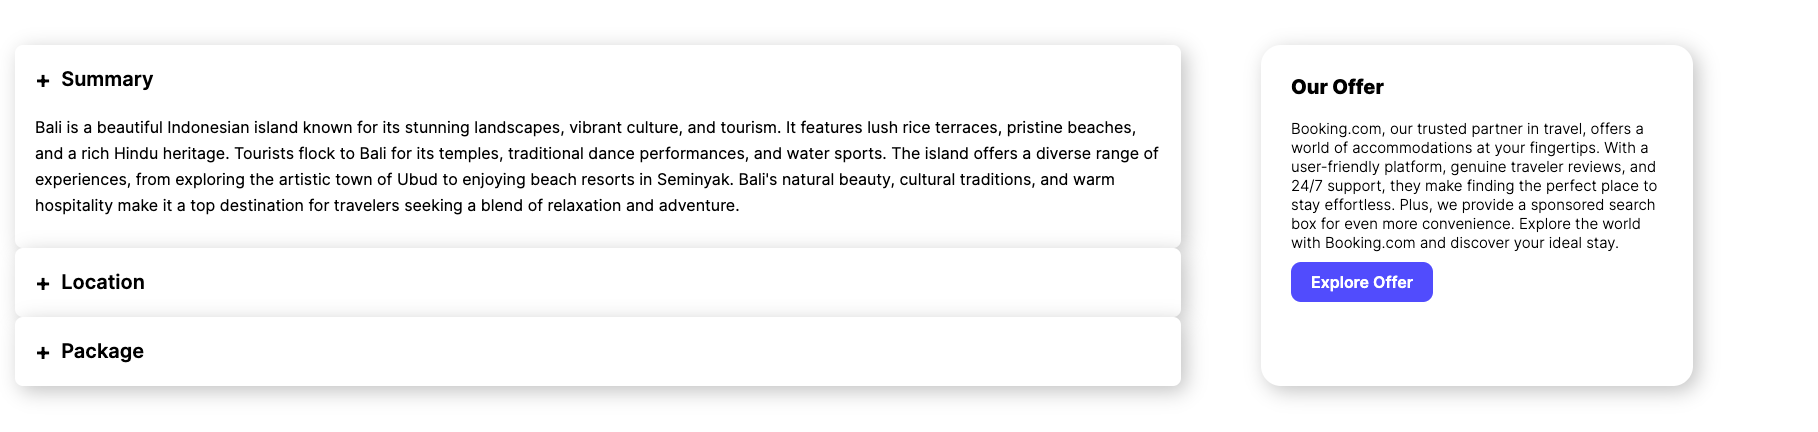 + Summary
Bali is a beautiful Indonesian island known for its stunning landscapes, vibrant culture, and tourism. It features lush rice terraces, pristine beaches,
and a rich Hindu heritage. Tourists flock to Bali for its temples, traditional dance performances, and water sports. The island offers a diverse range of
experiences, from exploring the artistic town of Ubud to enjoying beach resorts in Seminyak. Bali's natural beauty, cultural traditions, and warm
hospitality make it a top destination for travelers seeking a blend of relaxation and adventure.
+ Location
+ Package
Our Offer
Booking.com, our trusted partner in travel, offers a
world of accommodations at your fingertips. With a
user-friendly platform, genuine traveler reviews, and
24/7 support, they make finding the perfect place to
stay effortless. Plus, we provide a sponsored search
box for even more convenience. Explore the world
with Booking.com and discover your ideal stay.
Explore Offer